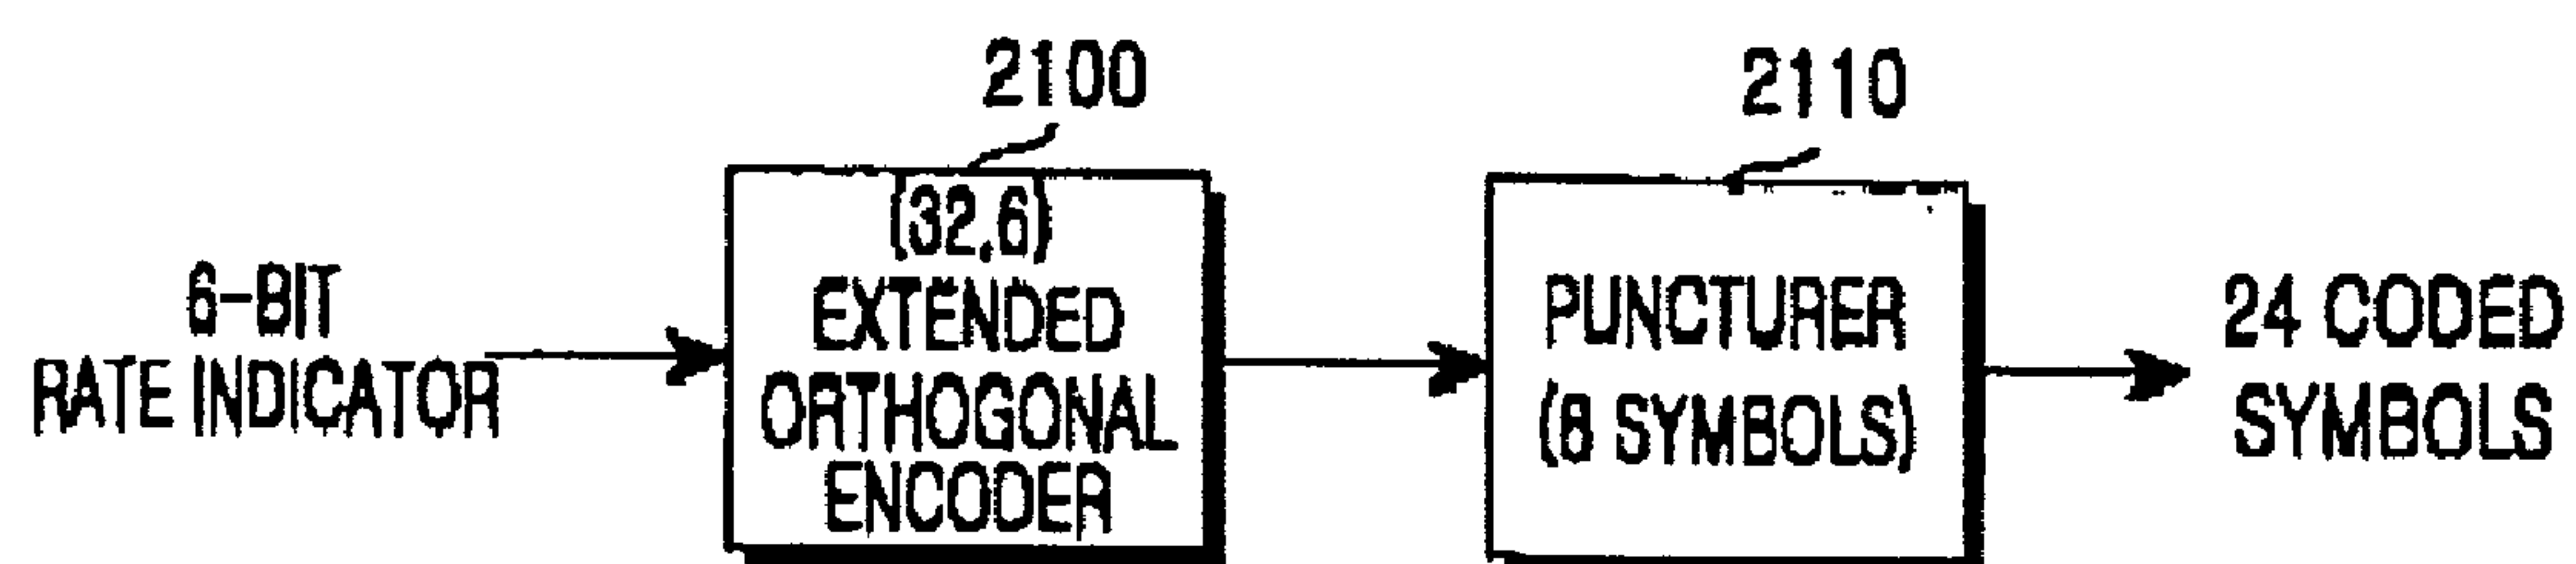 2100
2110
6-BIT
RATE INDICATOR
(32,6)
EXTENDED
ORTHOGONAL
ENCODER
PUNCTURER
(8 SYMBOLS)
24 CODED
SYMBOLS